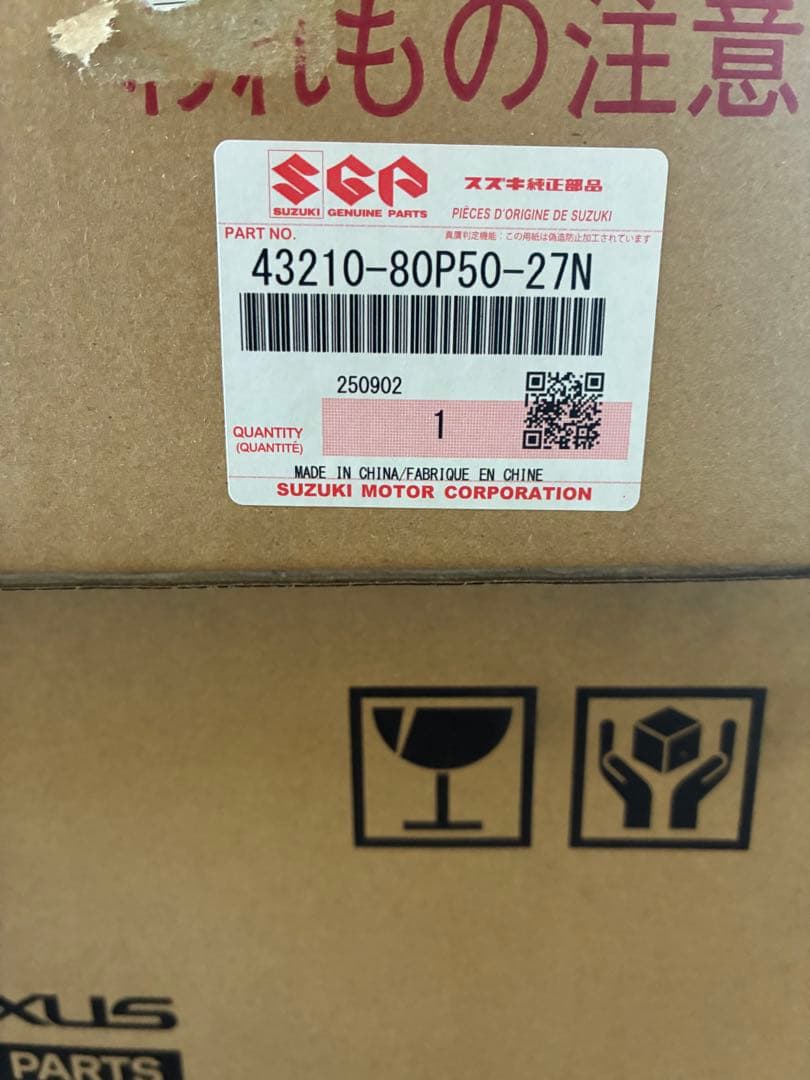 われもの注意
SGP
SUZUKI GENUINE PARTS
スズキ純正部品
PIÈCES D'ORIGINE DE SUZUKI
PART NO.
真贋判定機能：この用紙は偽造防止加工されています
43210-80P50-27N
250902
QUANTITY
(QUANTITÉ)
1
MADE IN CHINA/FABRIQUE EN CHINE
SUZUKI MOTOR CORPORATION
XUS
PARTS